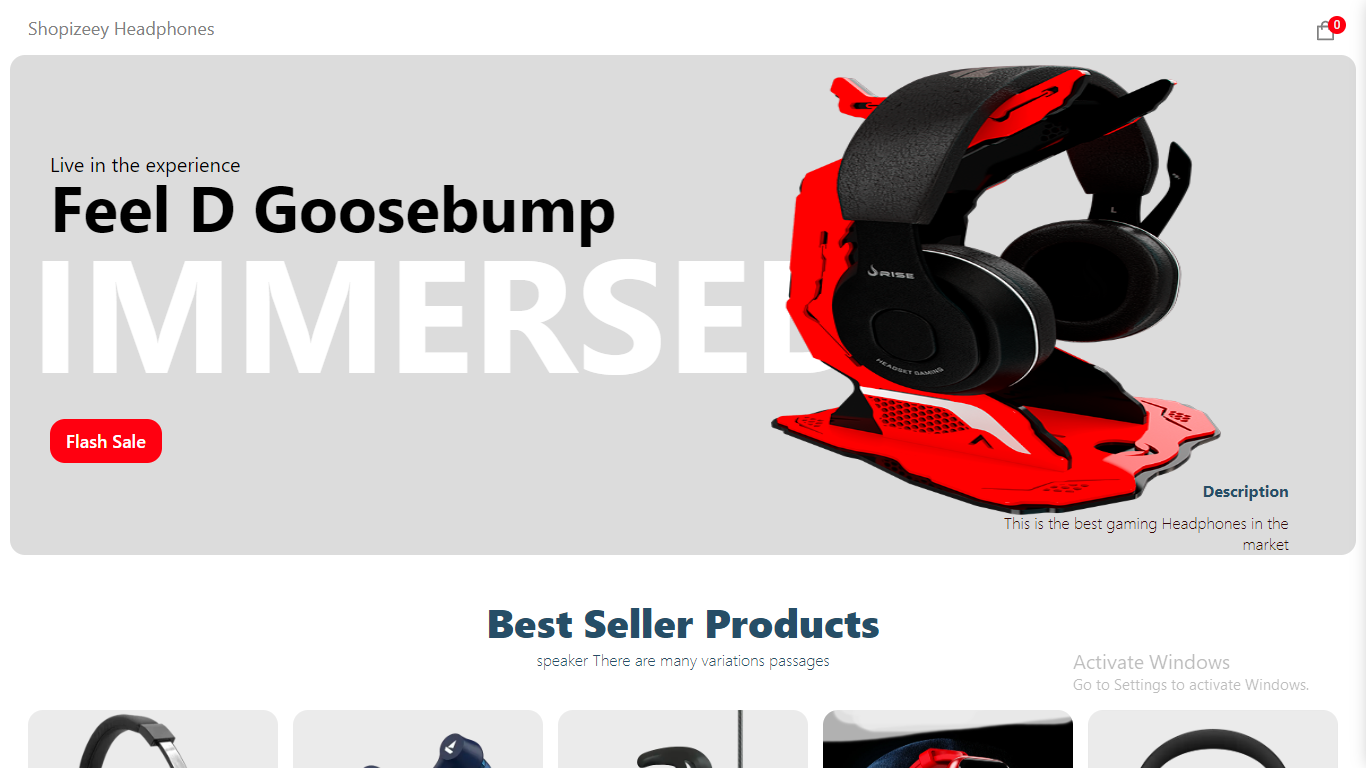 Shopizeey Headphones
0
Live in the experience
Feel D Goosebump
IMMERSED
L
RISE
HEADSET GAMING
Flash Sale
Description
This is the best gaming Headphones in the
market
Best Seller Products
speaker There are many variations passages
Activate Windows
Go to Settings to activate Windows.